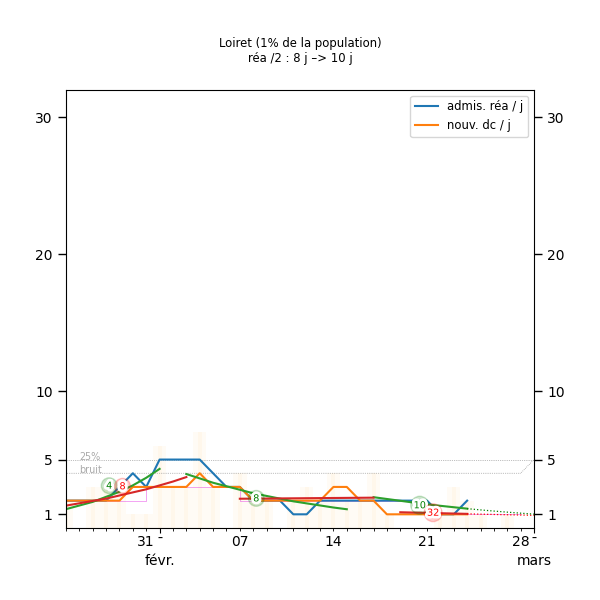 Loiret (1% de la population)
réa /2 : 8 j –> 10 j
admis. réa / j
nouv. dc / j
30 30
20 20
10 10
5 5
1 1
25%
bruit
4 8 8 10 32
31 07 14 21 28
févr. mars